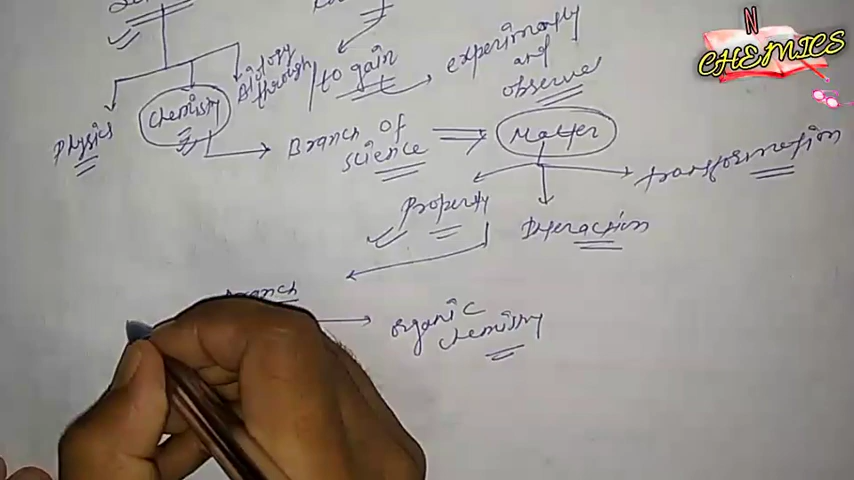 N
CHEMICS
experimently
and
observe
to gain
Biology
through
Physics
Chemistry
Branch of
science
Matter
transformation
Property
Interaction
Branch
organic
chemistry